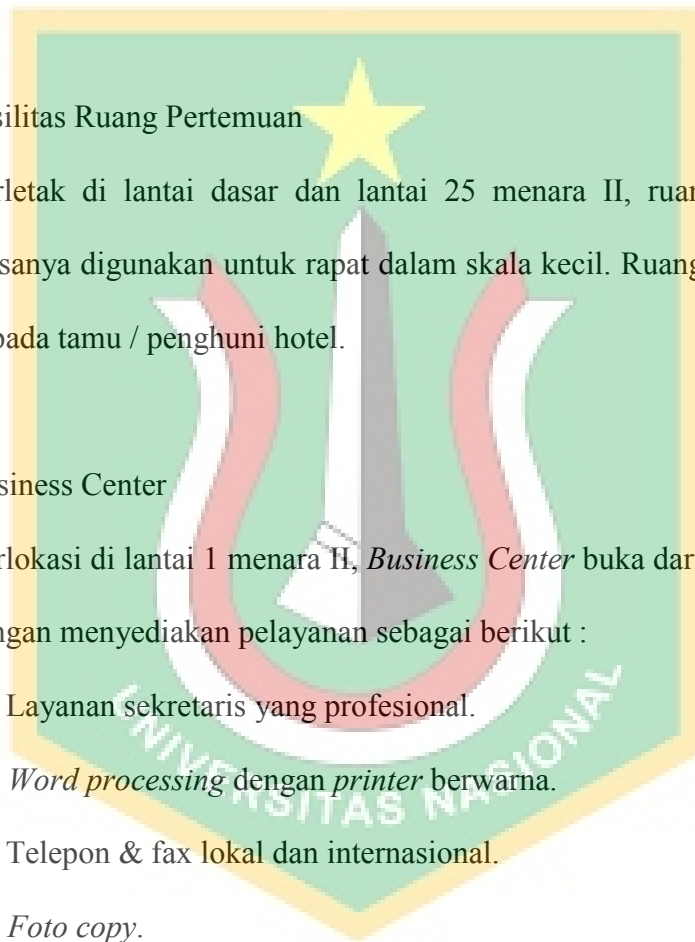 silitas Ruang Pertemuan
rletak di lantai dasar dan lantai 25 menara II, ruar
sanya digunakan untuk rapat dalam skala kecil. Ruang
pada tamu / penghuni hotel.
siness Center
rlokasi di lantai 1 menara II, Business Center buka dar
ngan menyediakan pelayanan sebagai berikut :
Layanan sekretaris yang profesional.
Word processing dengan printer berwarna.
Telepon & fax lokal dan internasional.
Foto copy.
UNIVERSITAS NASIONAL